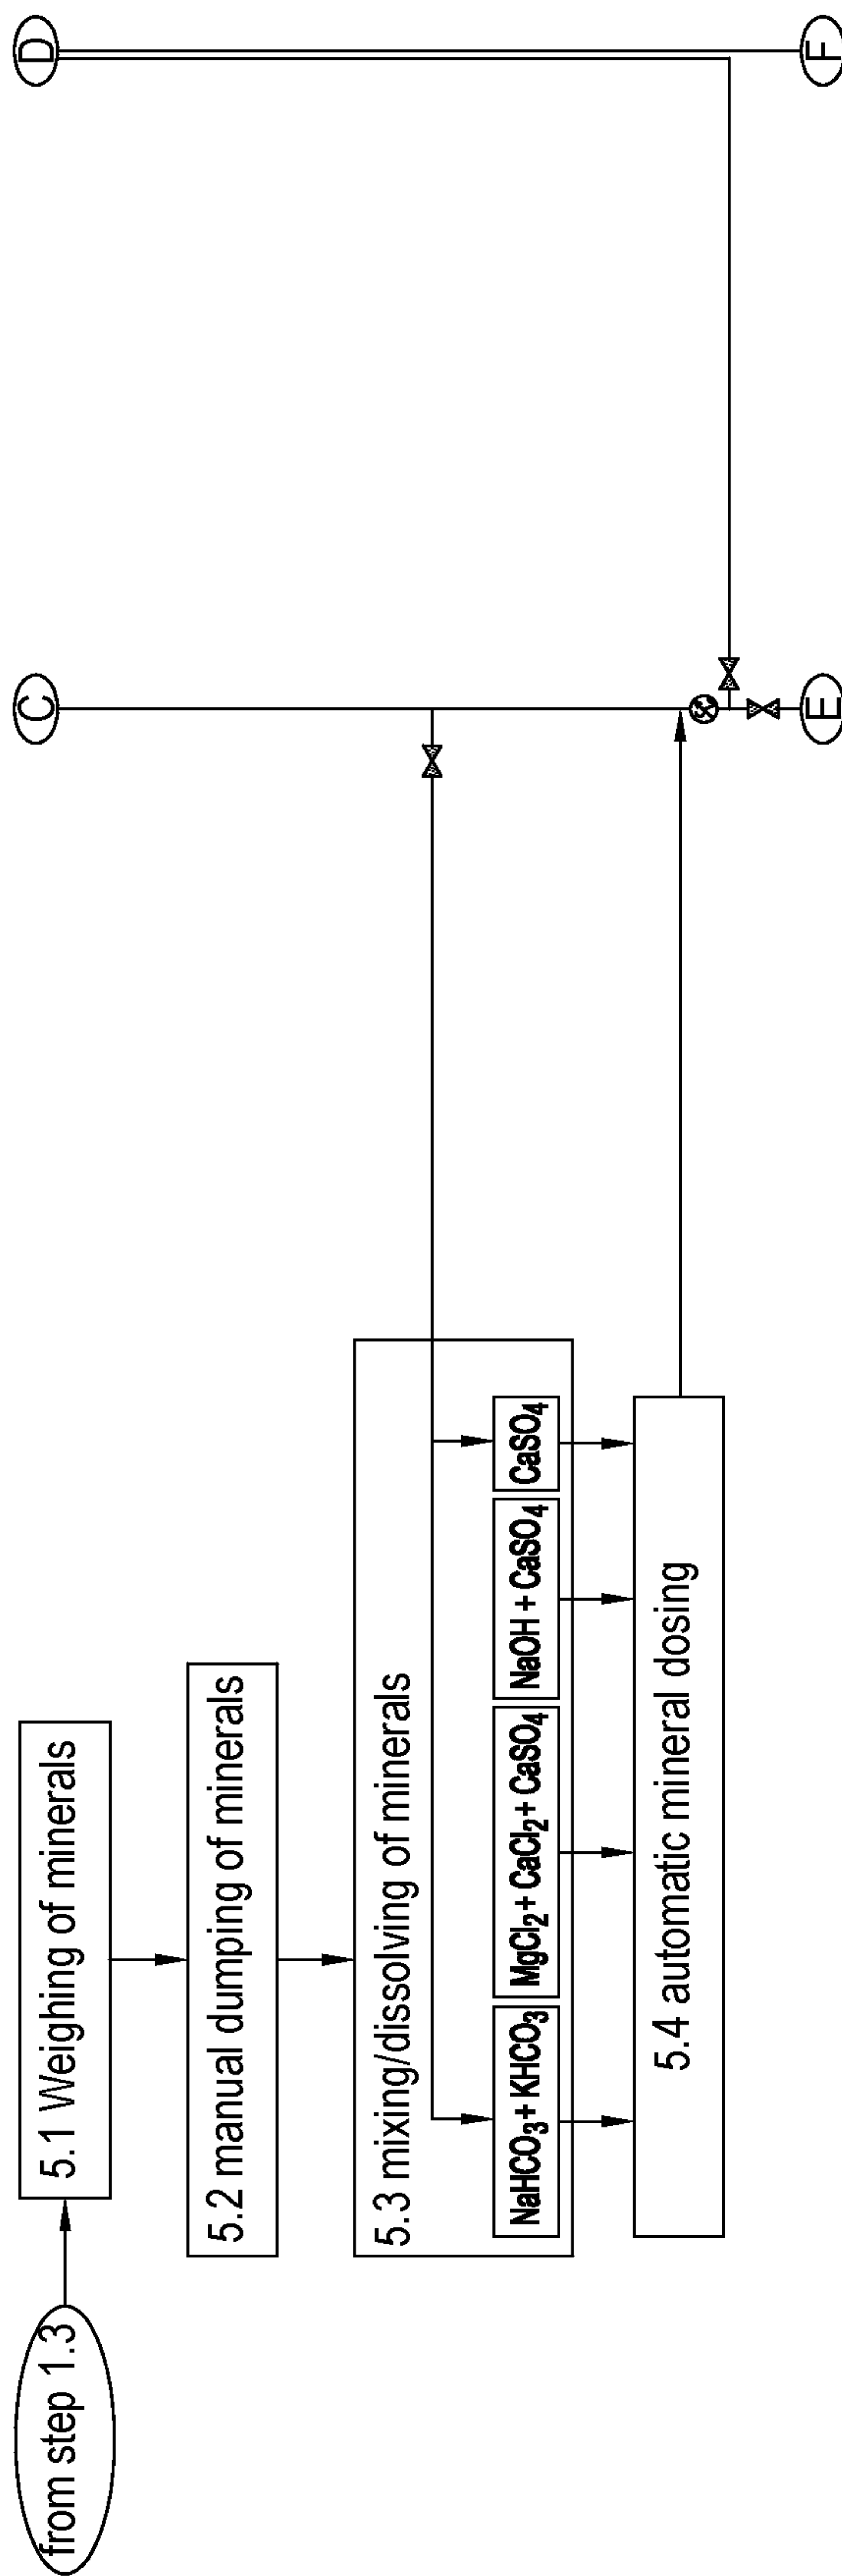 from step 1.3
5.1 Weighing of minerals
C
D
5.2 manual dumping of minerals
5.3 mixing/dissolving of minerals
NaHCO3 + KHCO3
MgCl2 + CaCl2 + CaSO4
NaOH + CaSO4
CaSO4
5.4 automatic mineral dosing
E
F